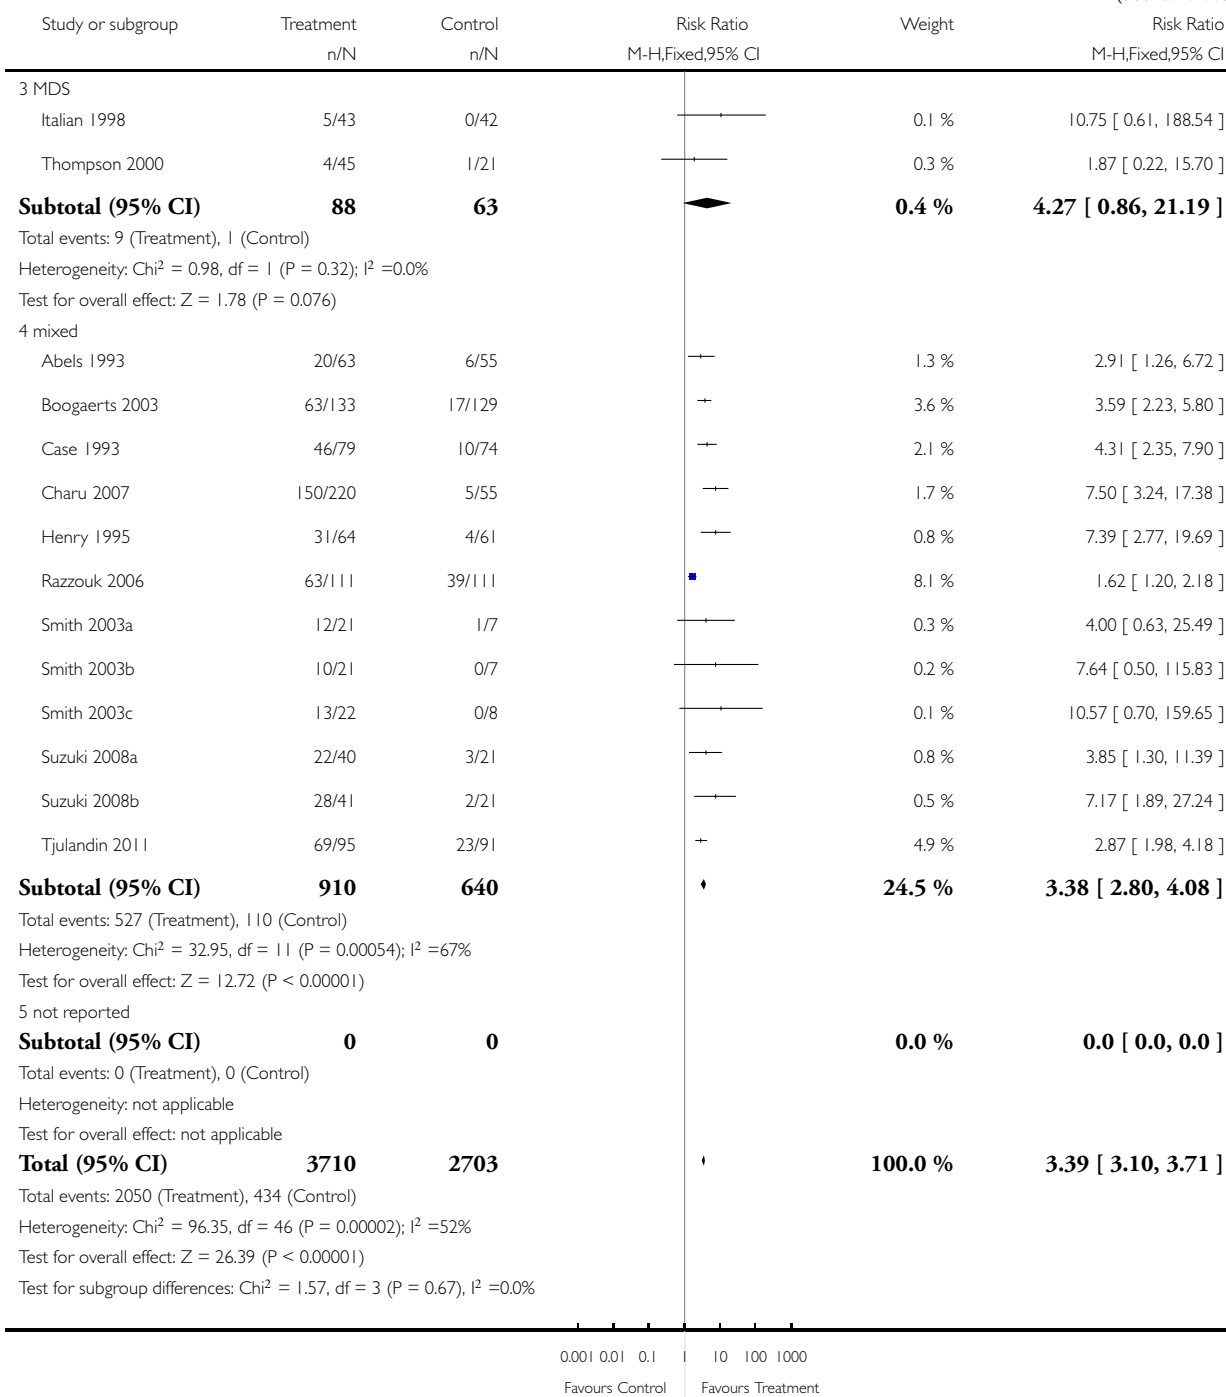 Study or subgroup Treatment Control Risk Ratio Weight Risk Ratio
n/N n/N M-H,Fixed,95% CI M-H,Fixed,95% CI
3 MDS
Italian 1998 5/43 0/42 0.1 % 10.75 [ 0.61, 188.54 ]
Thompson 2000 4/45 1/21 0.3 % 1.87 [ 0.22, 15.70 ]
Subtotal (95% CI) 88 63 0.4 % 4.27 [ 0.86, 21.19 ]
Total events: 9 (Treatment), 1 (Control)
Heterogeneity: Chi² = 0.98, df = 1 (P = 0.32); I² =0.0%
Test for overall effect: Z = 1.78 (P = 0.076)
4 mixed
Abels 1993 20/63 6/55 1.3 % 2.91 [ 1.26, 6.72 ]
Boogaerts 2003 63/133 17/129 3.6 % 3.59 [ 2.23, 5.80 ]
Case 1993 46/79 10/74 2.1 % 4.31 [ 2.35, 7.90 ]
Charu 2007 150/220 5/55 1.7 % 7.50 [ 3.24, 17.38 ]
Henry 1995 31/64 4/61 0.8 % 7.39 [ 2.77, 19.69 ]
Razzouk 2006 63/111 39/111 8.1 % 1.62 [ 1.20, 2.18 ]
Smith 2003a 12/21 1/7 0.3 % 4.00 [ 0.63, 25.49 ]
Smith 2003b 10/21 0/7 0.2 % 7.64 [ 0.50, 115.83 ]
Smith 2003c 13/22 0/8 0.1 % 10.57 [ 0.70, 159.65 ]
Suzuki 2008a 22/40 3/21 0.8 % 3.85 [ 1.30, 11.39 ]
Suzuki 2008b 28/41 2/21 0.5 % 7.17 [ 1.89, 27.24 ]
Tjulandin 2011 69/95 23/91 4.9 % 2.87 [ 1.98, 4.18 ]
Subtotal (95% CI) 910 640 24.5 % 3.38 [ 2.80, 4.08 ]
Total events: 527 (Treatment), 110 (Control)
Heterogeneity: Chi² = 32.95, df = 11 (P = 0.00054); I² =67%
Test for overall effect: Z = 12.72 (P < 0.00001)
5 not reported
Subtotal (95% CI) 0 0 0.0 % 0.0 [ 0.0, 0.0 ]
Total events: 0 (Treatment), 0 (Control)
Heterogeneity: not applicable
Test for overall effect: not applicable
Total (95% CI) 3710 2703 100.0 % 3.39 [ 3.10, 3.71 ]
Total events: 2050 (Treatment), 434 (Control)
Heterogeneity: Chi² = 96.35, df = 46 (P = 0.00002); I² =52%
Test for overall effect: Z = 26.39 (P < 0.00001)
Test for subgroup differences: Chi² = 1.57, df = 3 (P = 0.67), I² =0.0%
0.001 0.01 0.1 1 10 100 1000
Favours Control Favours Treatment